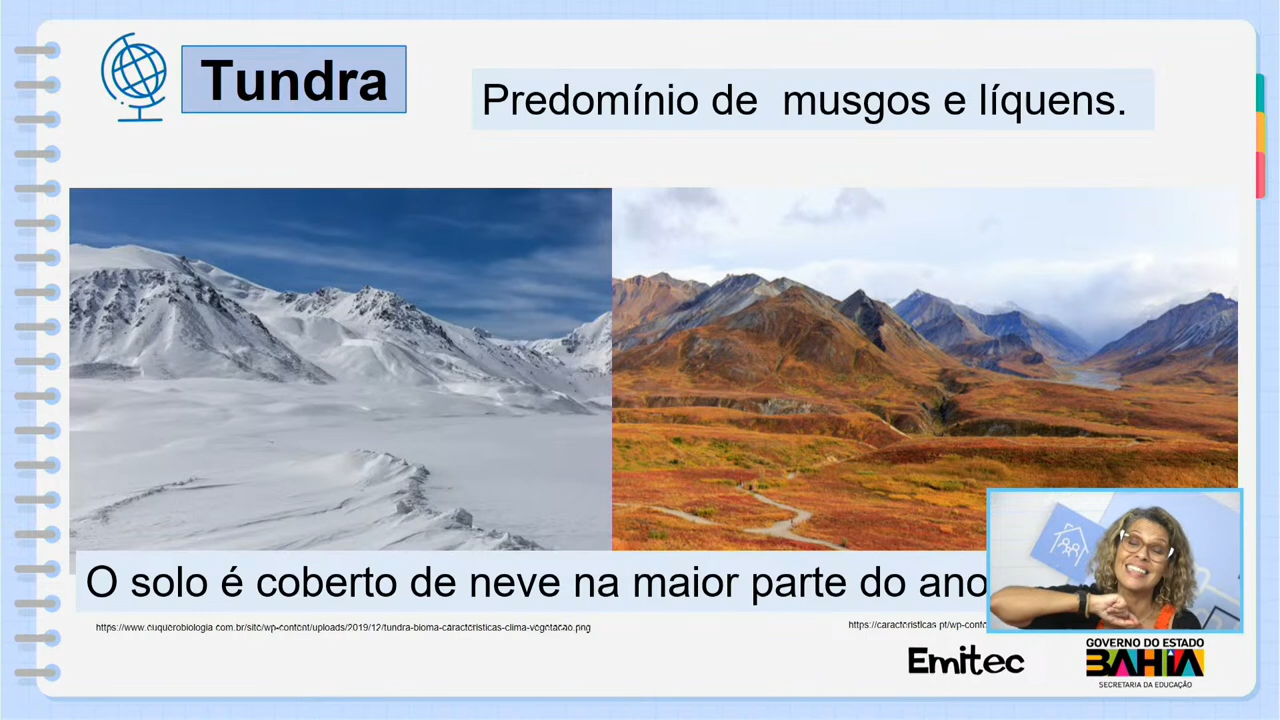 Tundra
Predomínio de musgos e líquens.
O solo é coberto de neve na maior parte do ano
https://www.euquerobiologia.com.br/site/wp-content/uploads/2019/12/tundra-bioma-caracteristicas-clima-vegetacao.png
https://caracteristicas.pt/wp-conte
Emitec
GOVERNO DO ESTADO
BAHIA
SECRETARIA DA EDUCAÇÃO